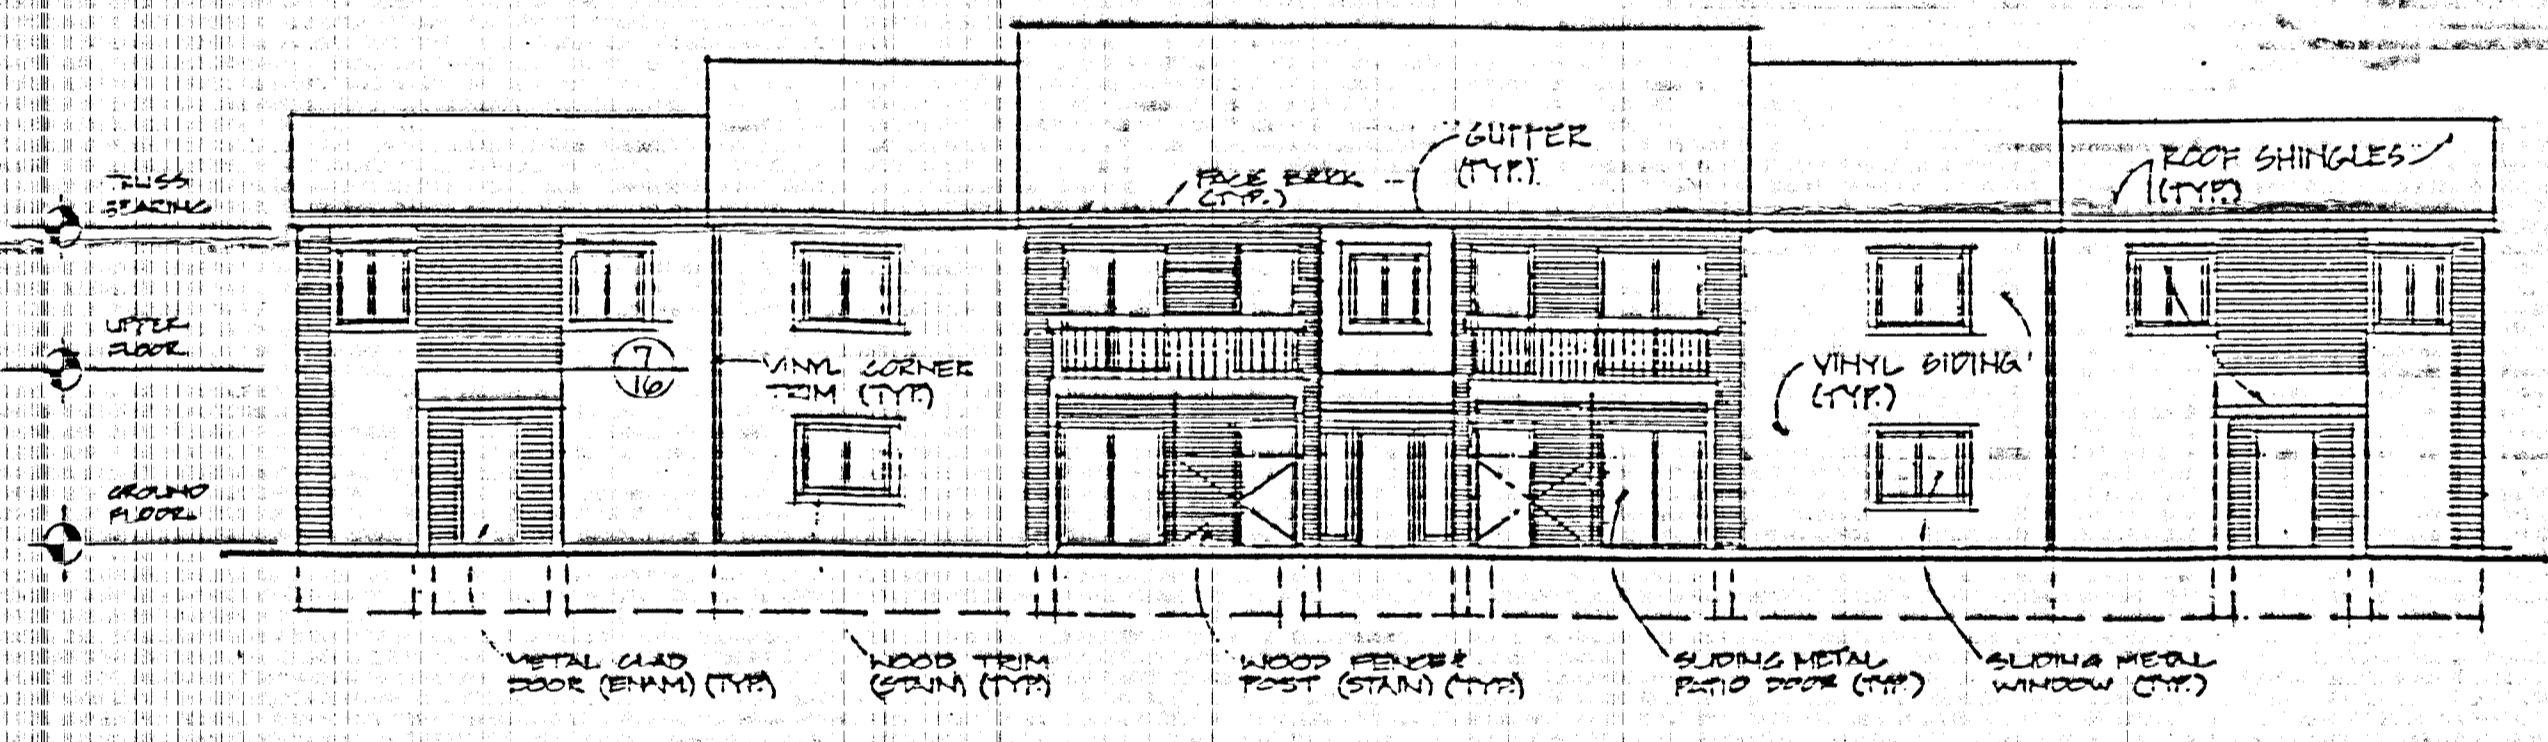 GUTTER
(TYP.)
FACE BRICK
(TYP.)
ROOF SHINGLES
(TYP.)
TRUSS
BEARING
UPPER
FLOOR
7
16
VINYL CORNER
TRIM (TYP.)
VINYL SIDING
(TYP.)
GROUND
FLOOR
METAL CLAD
DOOR (ENAM) (TYP.)
WOOD TRIM
(STAIN) (TYP.)
WOOD FENCE &
POST (STAIN) (TYP.)
SLIDING METAL
PATIO DOOR (TYP.)
SLIDING METAL
WINDOW (TYP.)